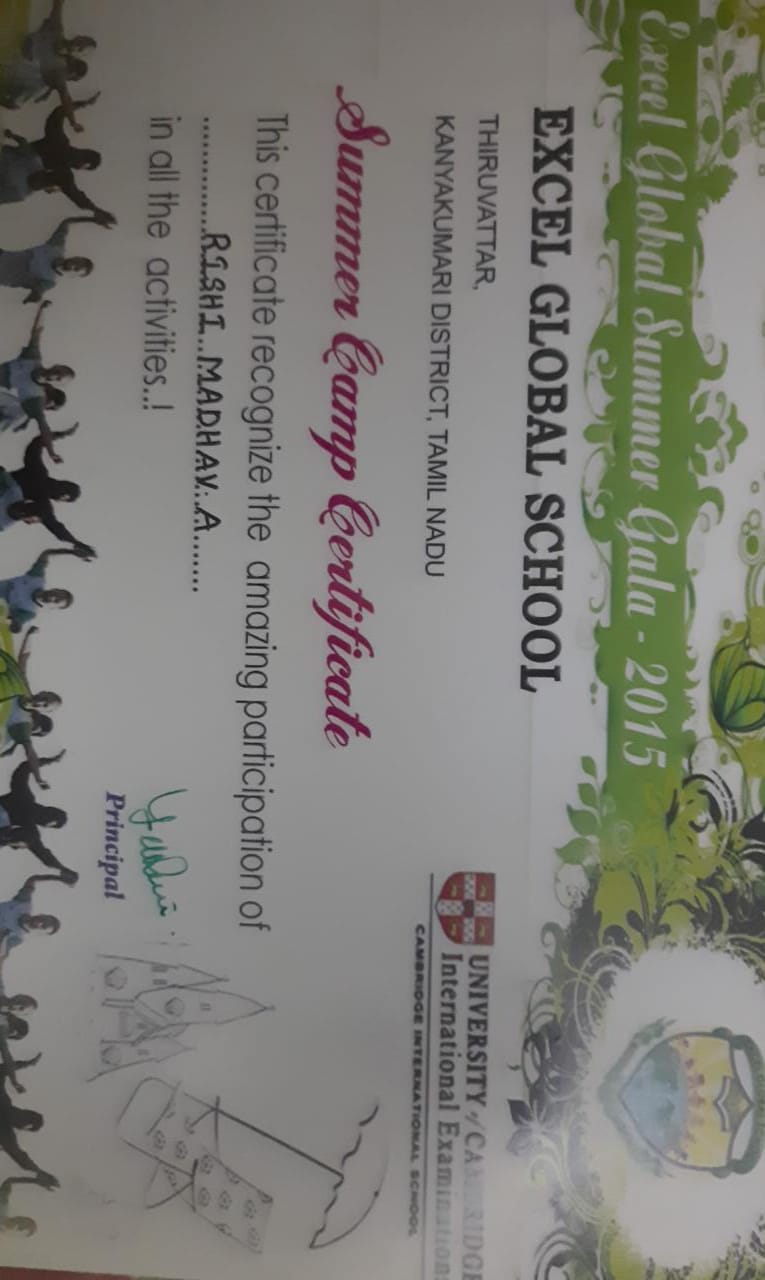 Excel Global Summer Gala - 2015
EXCEL GLOBAL SCHOOL
THIRUVATTAR,
KANYAKUMARI DISTRICT, TAMIL NADU
UNIVERSITY of CAMBRIDGE
International Examinations
CAMBRIDGE INTERNATIONAL SCHOOL
Summer Camp Certificate
This certificate recognize the amazing participation of
.............RISHI..MADHAV..A.......
in all the activities..!
Principal